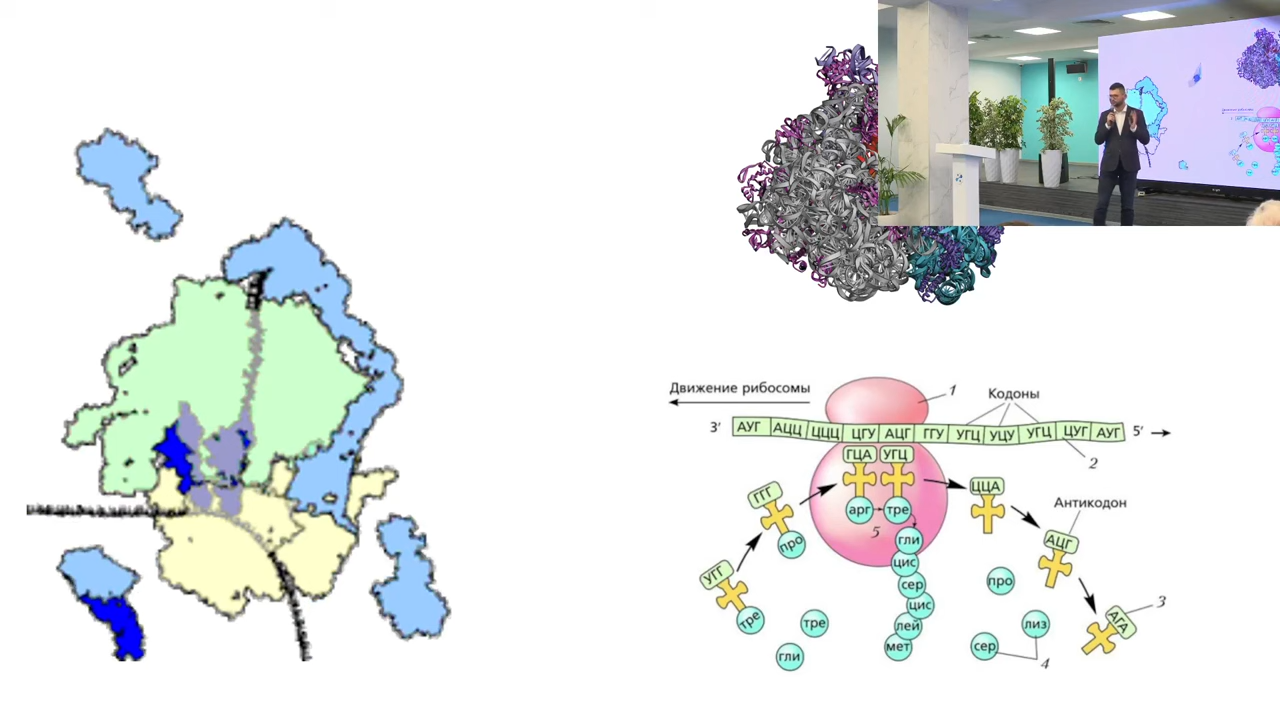 Движение рибосомы
1
Кодоны
3′ АУГ АЦЦ ЦЦЦ ЦГУ АЦГ ГГУ УГЦ УЦУ УГЦ ЦУГ АУГ 5′
2
ГЦА УГЦ
ГГГ
ЦЦА
Антикодон
арг тре
5
про
гли
АЦГ
цис
УГГ
сер
про
3
цис
АГА
тре
тре
лей
лиз
мет
сер
4
гли